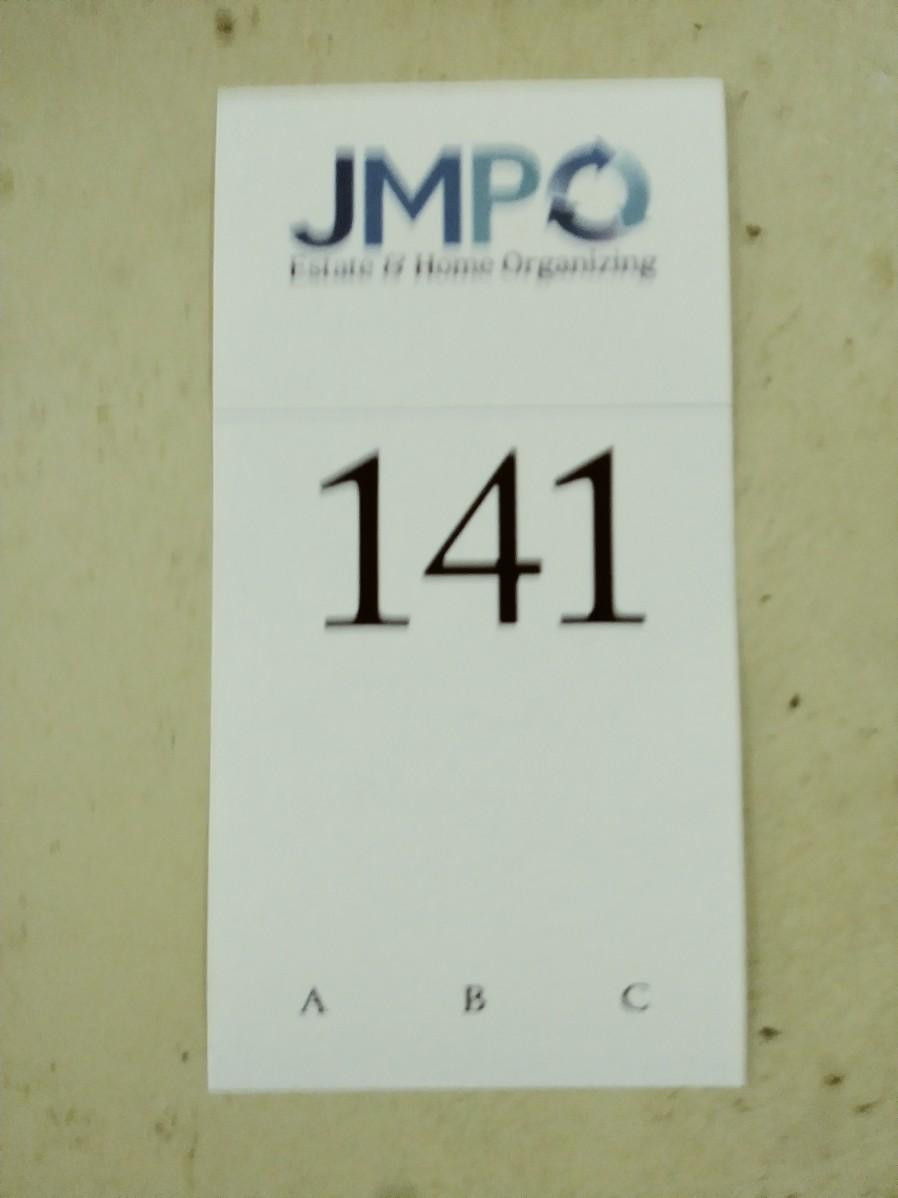 JMPO
Estate & Home Organizing
141
A B C